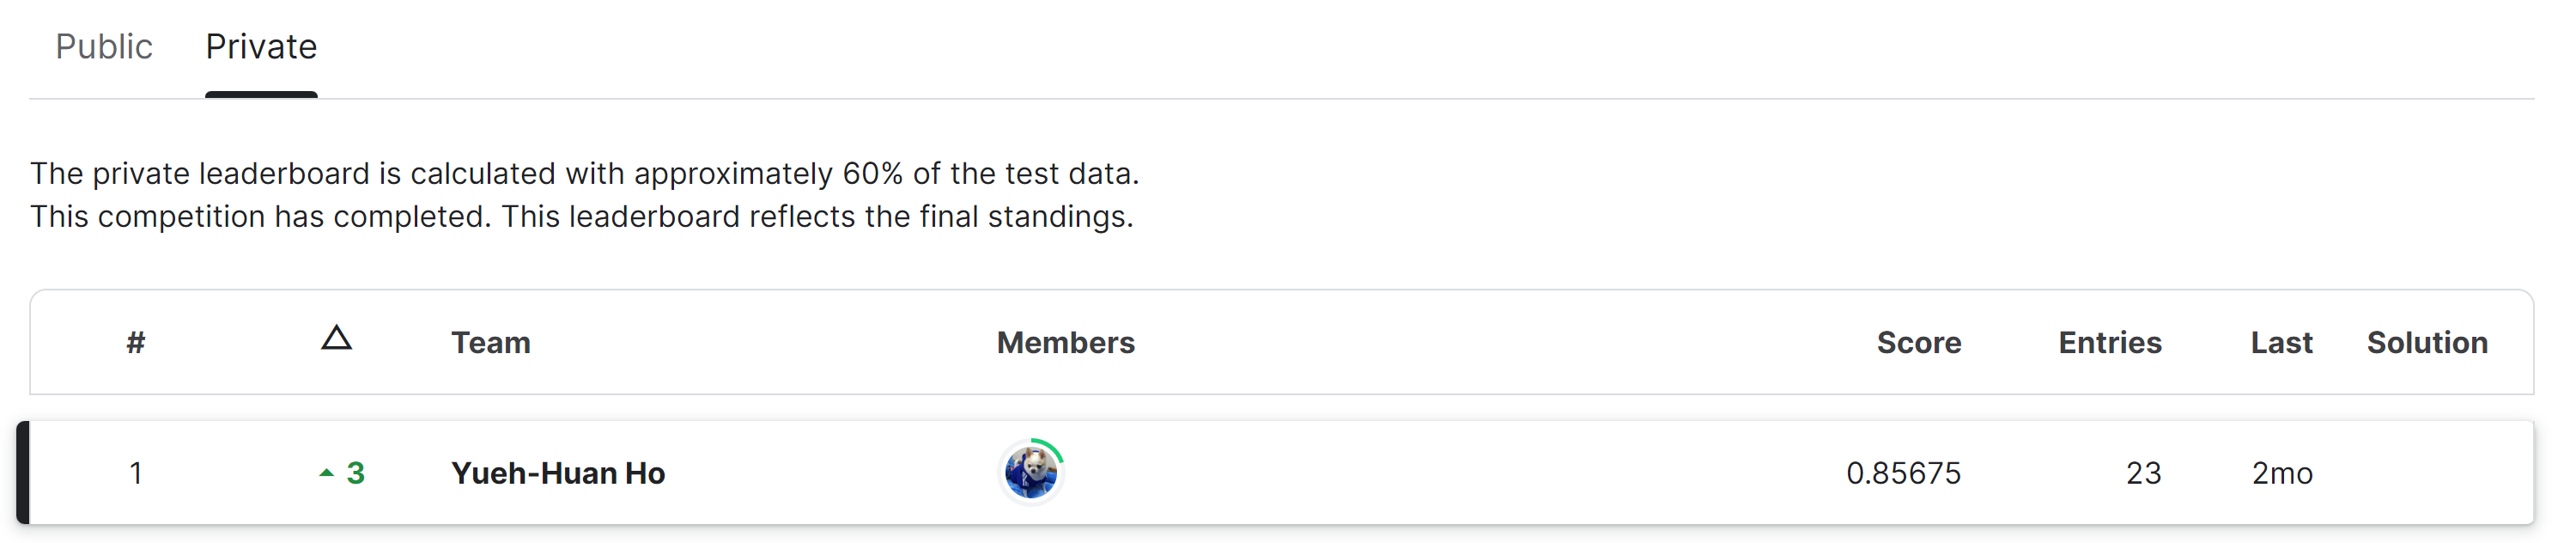 Public Private
The private leaderboard is calculated with approximately 60% of the test data.
This competition has completed. This leaderboard reflects the final standings.
# Team Members Score Entries Last Solution
1 3 Yueh-Huan Ho 0.85675 23 2mo